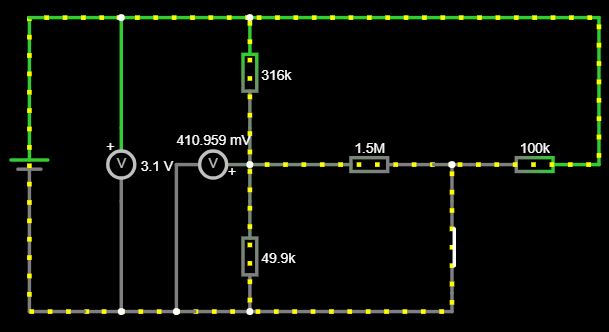 316k
+
410.959 mV
V
3.1 V
V
+
1.5M
100k
49.9k